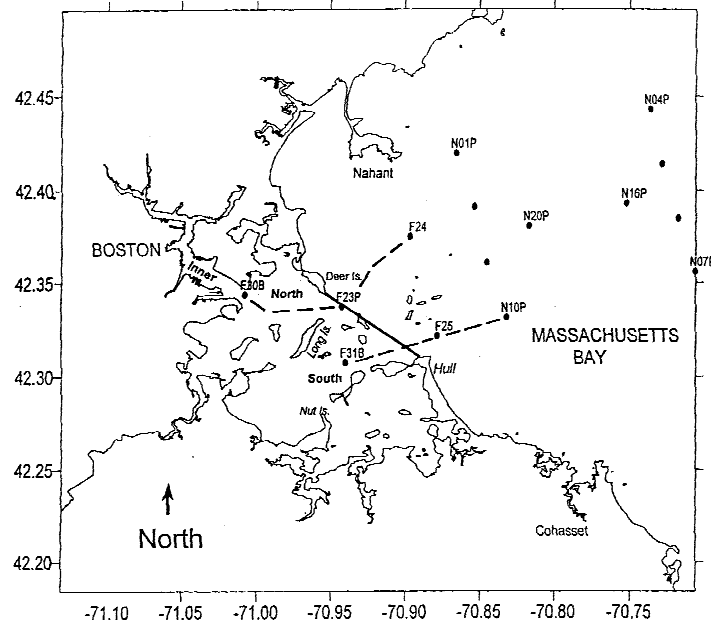 42.45
42.40
42.35
42.30
42.25
42.20
N04P
N01P
Nahant
N16P
N20P
F24
BOSTON
Inner
Deer Is.
N07
F30B
North
F23P
N10P
Long Is.
F25
MASSACHUSETTS
BAY
F31B
South
Hull
Nut Is.
North
Cohasset
-71.10
-71.05
-71.00
-70.95
-70.90
-70.85
-70.80
-70,75